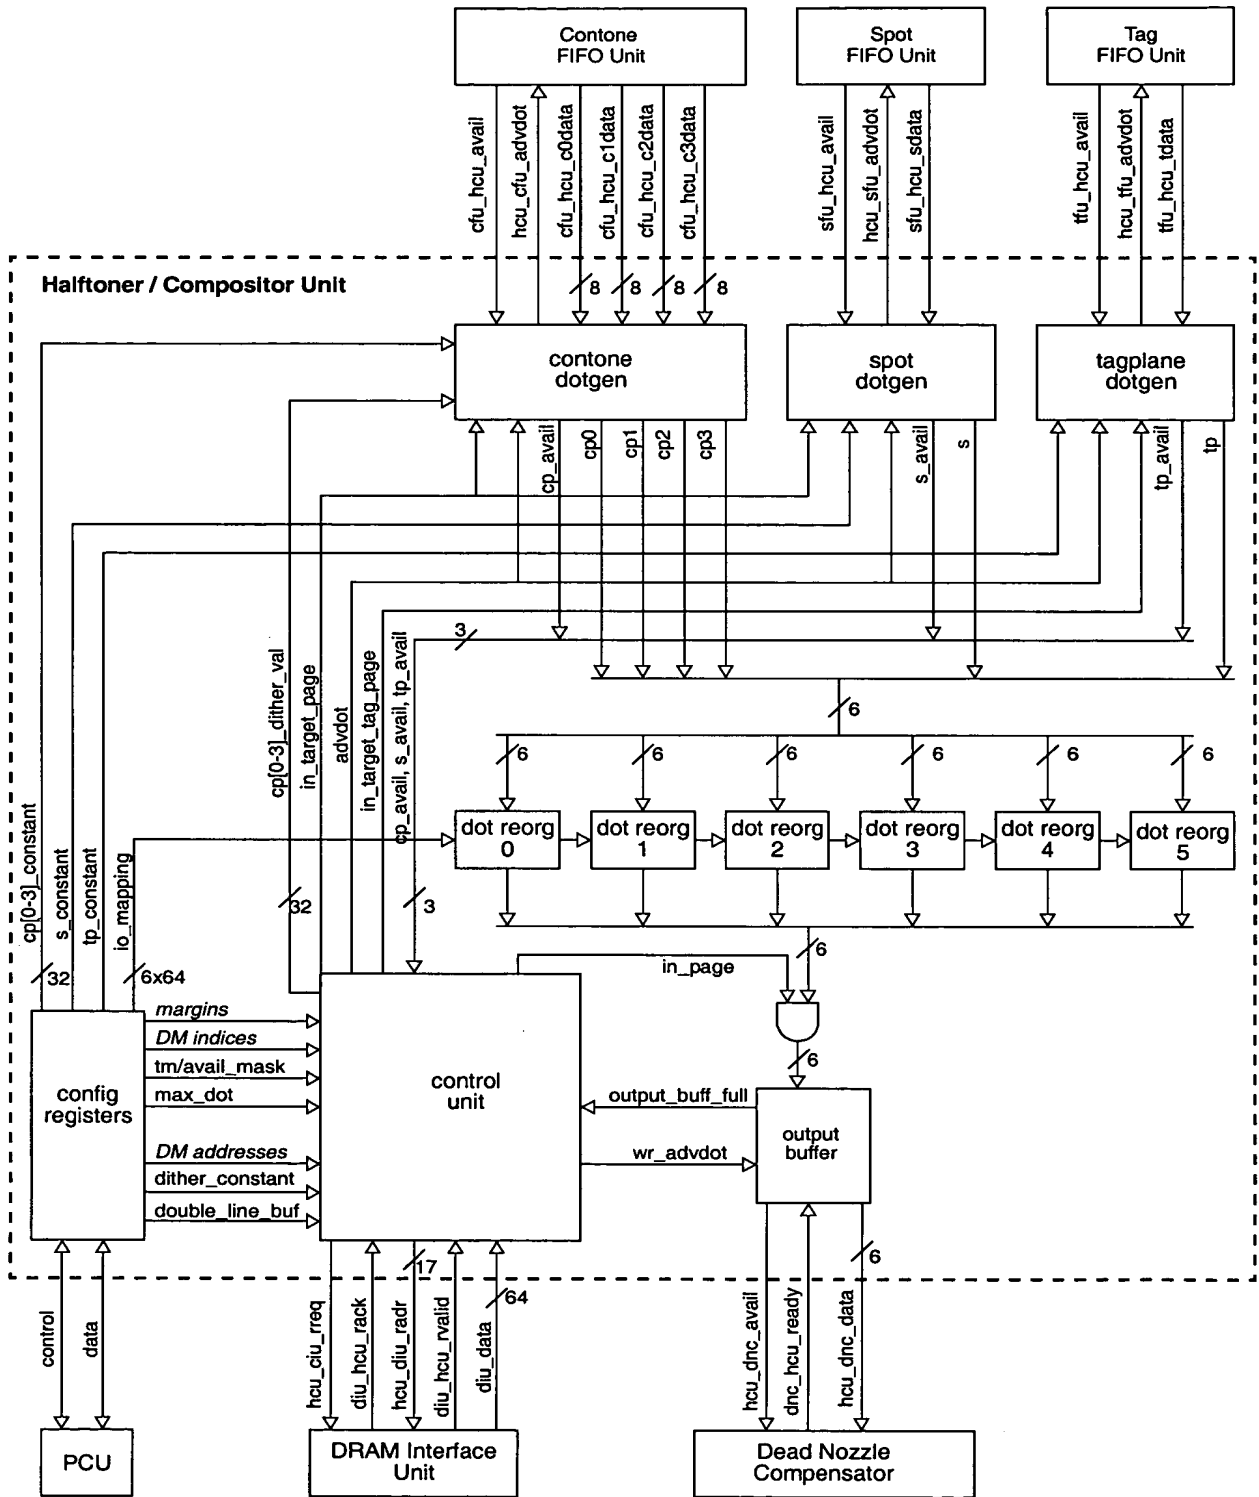 Contone
FIFO Unit
Spot
FIFO Unit
Tag
FIFO Unit
cfu_hcu_avail
hcu_cfu_advdot
cfu_hcu_c0data
cfu_hcu_c1data
cfu_hcu_c2data
cfu_hcu_c3data
sfu_hcu_avail
hcu_sfu_advdot
sfu_hcu_sdata
tfu_hcu_avail
hcu_tfu_advdot
tfu_hcu_tdata
Halftoner / Compositor Unit
8
8
8
8
contone
dotgen
spot
dotgen
tagplane
dotgen
cp_avail
cp0
cp1
cp2
cp3
s_avail
s
tp_avail
tp
3
cp[0-3]_dither_val
in_target_page
advdot
in_target_tag_page
cp_avail, s_avail, tp_avail
6
6
6
6
6
6
6
dot reorg
0
dot reorg
1
dot reorg
2
dot reorg
3
dot reorg
4
dot reorg
5
cp[0-3]_constant
s_constant
tp_constant
io_mapping
32
3
32
6x64
6
in_page
margins
DM indices
tm/avail_mask
max_dot
DM addresses
dither_constant
double_line_buf
config
registers
control
unit
6
output_buff_full
wr_advdot
output
buffer
17
64
6
control
data
hcu_ciu_rreq
diu_hcu_rack
hcu_diu_radr
diu_hcu_rvalid
diu_data
hcu_dnc_avail
dnc_hcu_ready
hcu_dnc_data
PCU
DRAM Interface
Unit
Dead Nozzle
Compensator